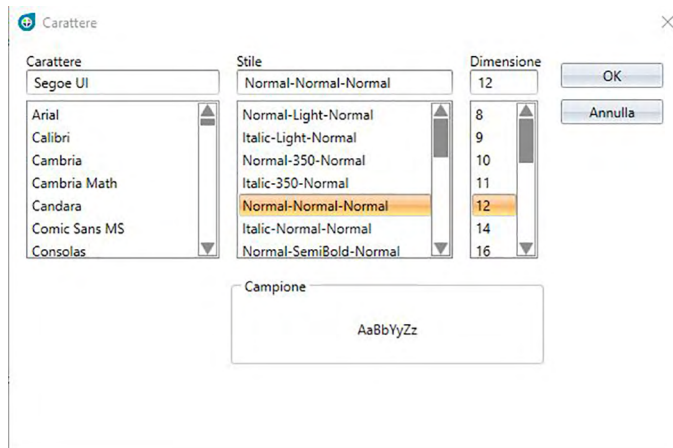 Carattere
Carattere
Segoe UI
Arial
Calibri
Cambria
Cambria Math
Candara
Comic Sans MS
Consolas
Stile
Normal-Normal-Normal
Normal-Light-Normal
Italic-Light-Normal
Normal-350-Normal
Italic-350-Normal
Normal-Normal-Normal
Italic-Normal-Normal
Normal-SemiBold-Normal
Dimensione
12
8
9
10
11
12
14
16
OK
Annulla
Campione
AaBbYyZz